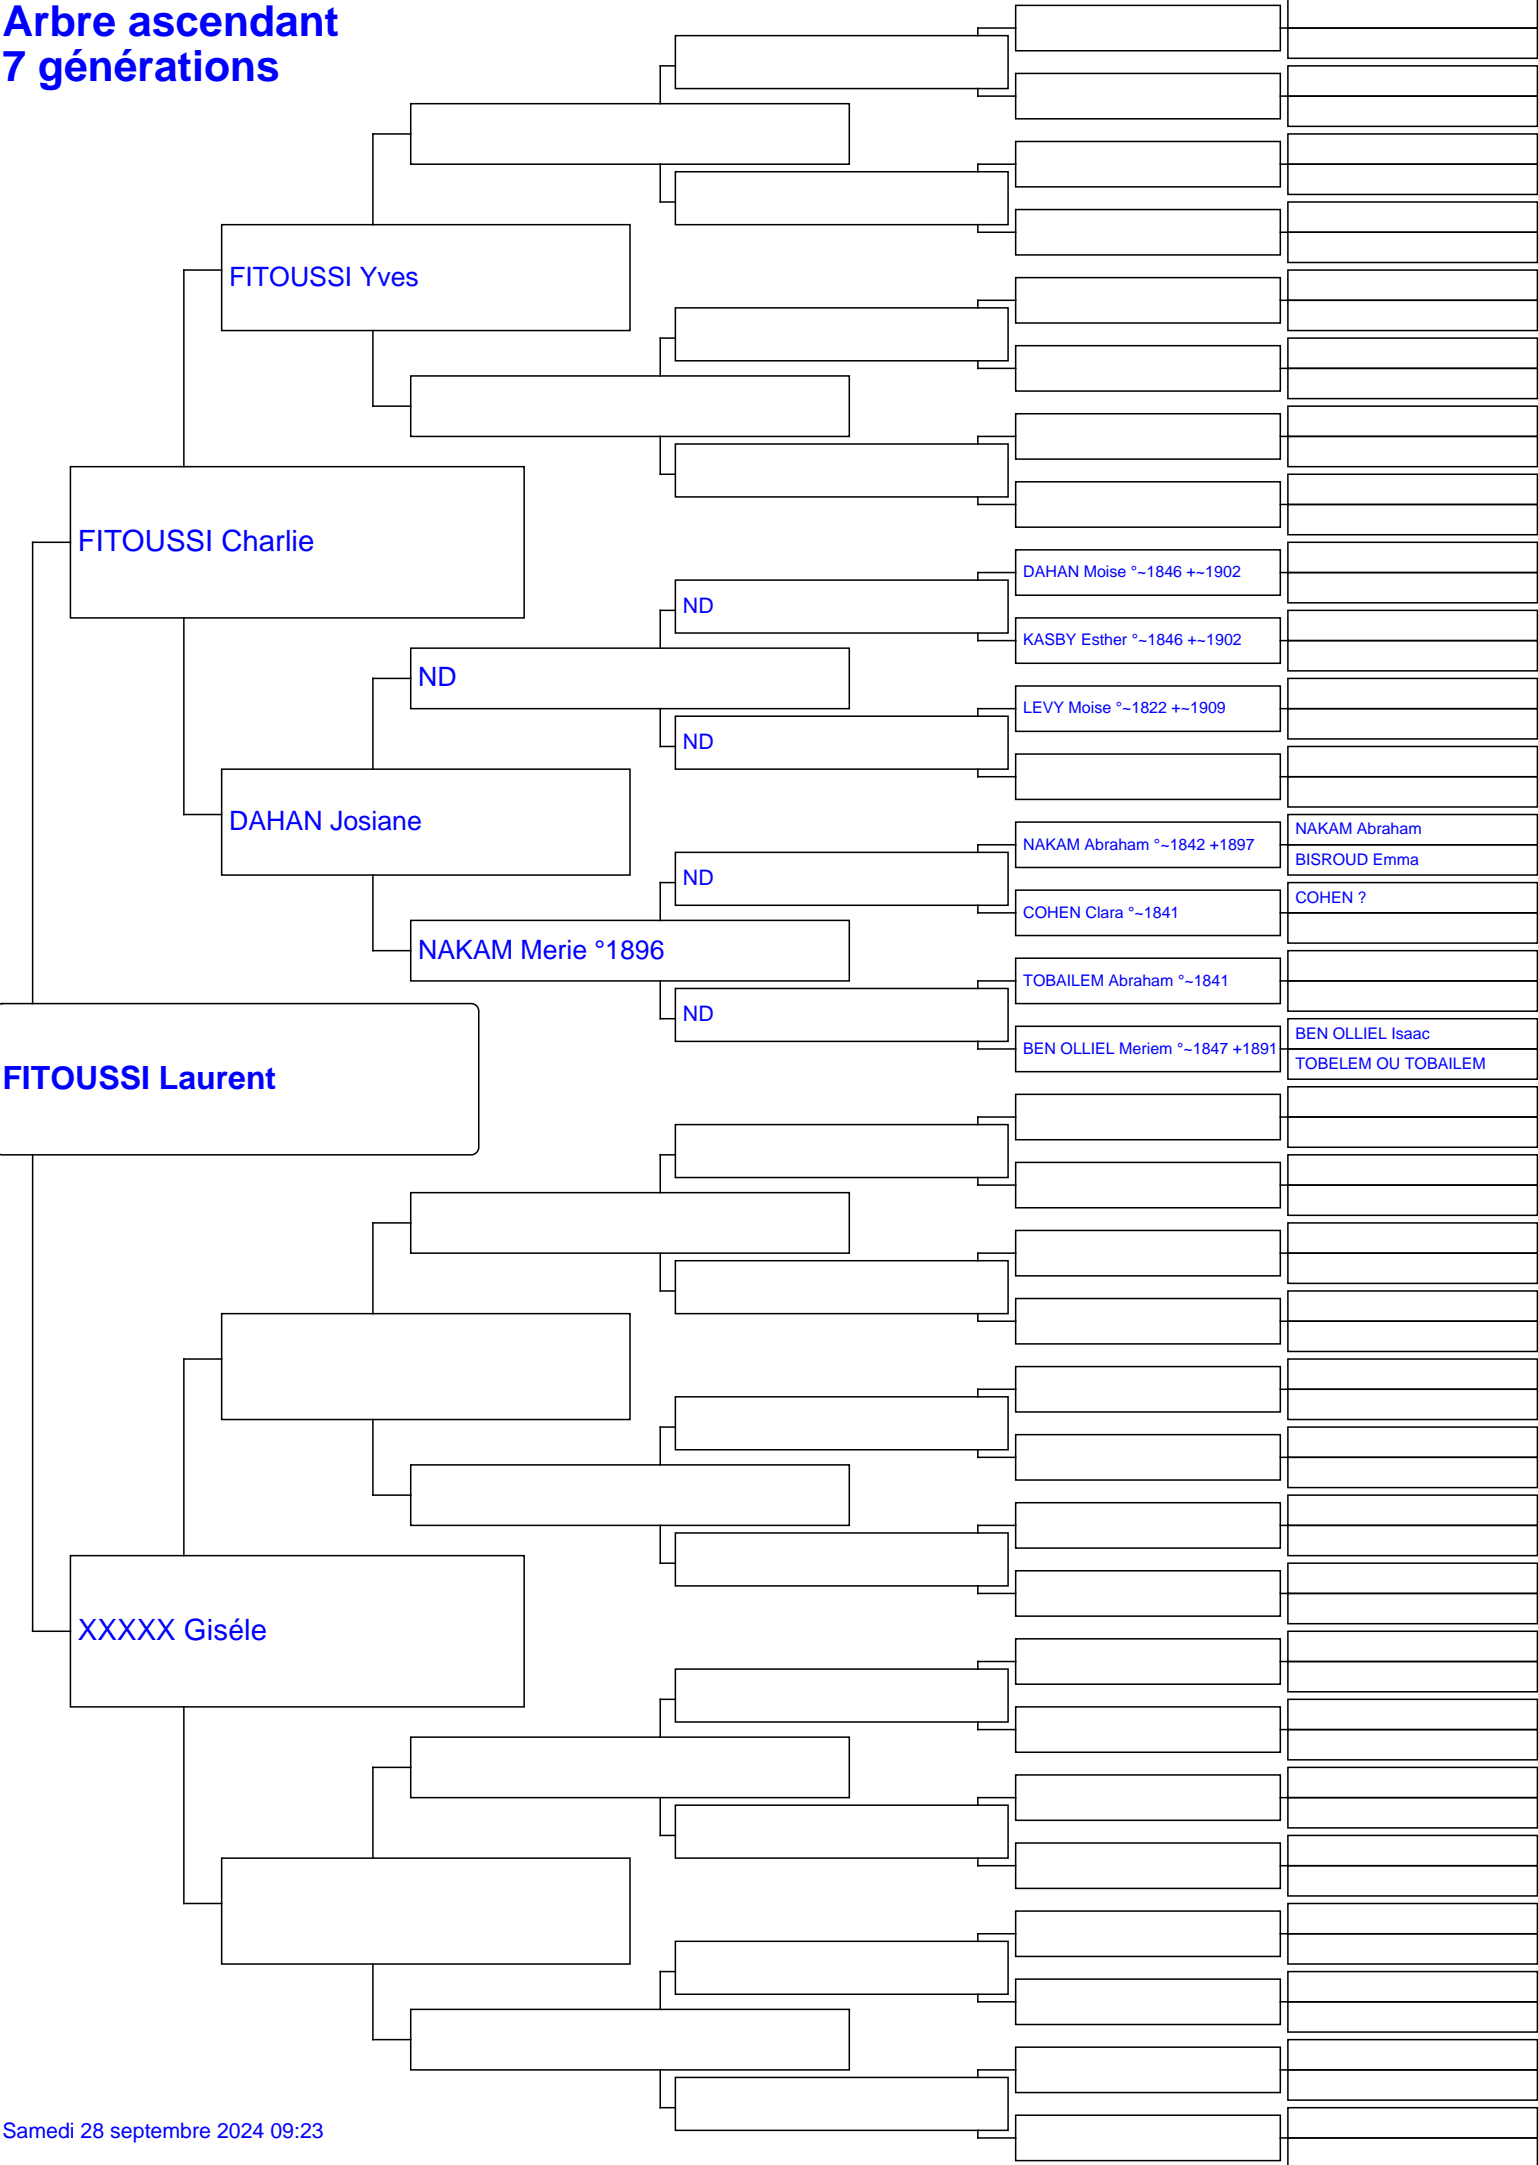 Arbre ascendant
7 générations
FITOUSSI Yves
FITOUSSI Charlie
DAHAN Moise °~1846 +~1902
ND
KASBY Esther °~1846 +~1902
ND
LEVY Moise °~1822 +~1909
ND
DAHAN Josiane
NAKAM Abraham
NAKAM Abraham °~1842 +1897
BISROUD Emma
ND
COHEN ?
COHEN Clara °~1841
NAKAM Merie °1896
TOBAILEM Abraham °~1841
ND
BEN OLLIEL Isaac
BEN OLLIEL Meriem °~1847 +1891
TOBELEM OU TOBAILEM
FITOUSSI Laurent
XXXXX Giséle
Samedi 28 septembre 2024 09:23